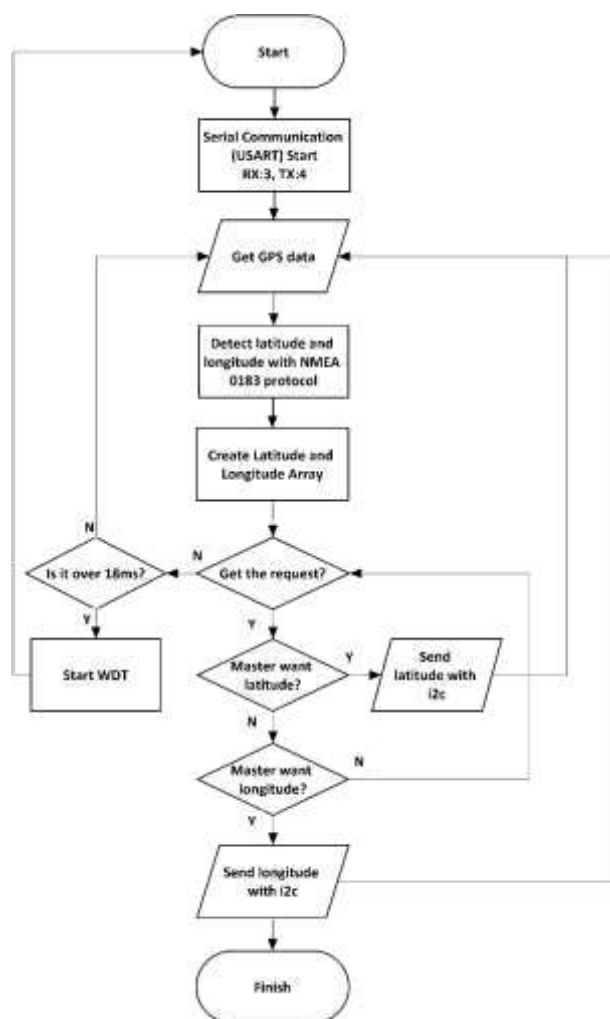 Start
Serial Communication
(USART) Start
RX:3, TX:4
Get GPS data
Detect latitude and
longitude with NMEA
0183 protocol
Create Latitude and
Longitude Array
N
Is it over 18ms?
N
Get the request?
Y
Y
Start WDT
Master want
latitude?
Y
Send
latitude with
i2c
N
Master want
longitude?
N
Y
Send longitude
with i2c
Finish